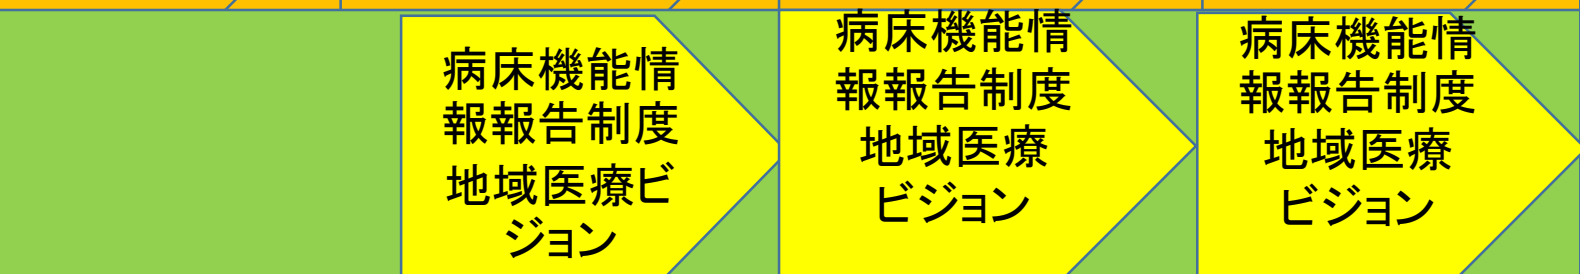 病床機能情
報報告制度
地域医療ビ
ジョン
病床機能情
報報告制度
地域医療
ビジョン
病床機能情
報報告制度
地域医療
ビジョン